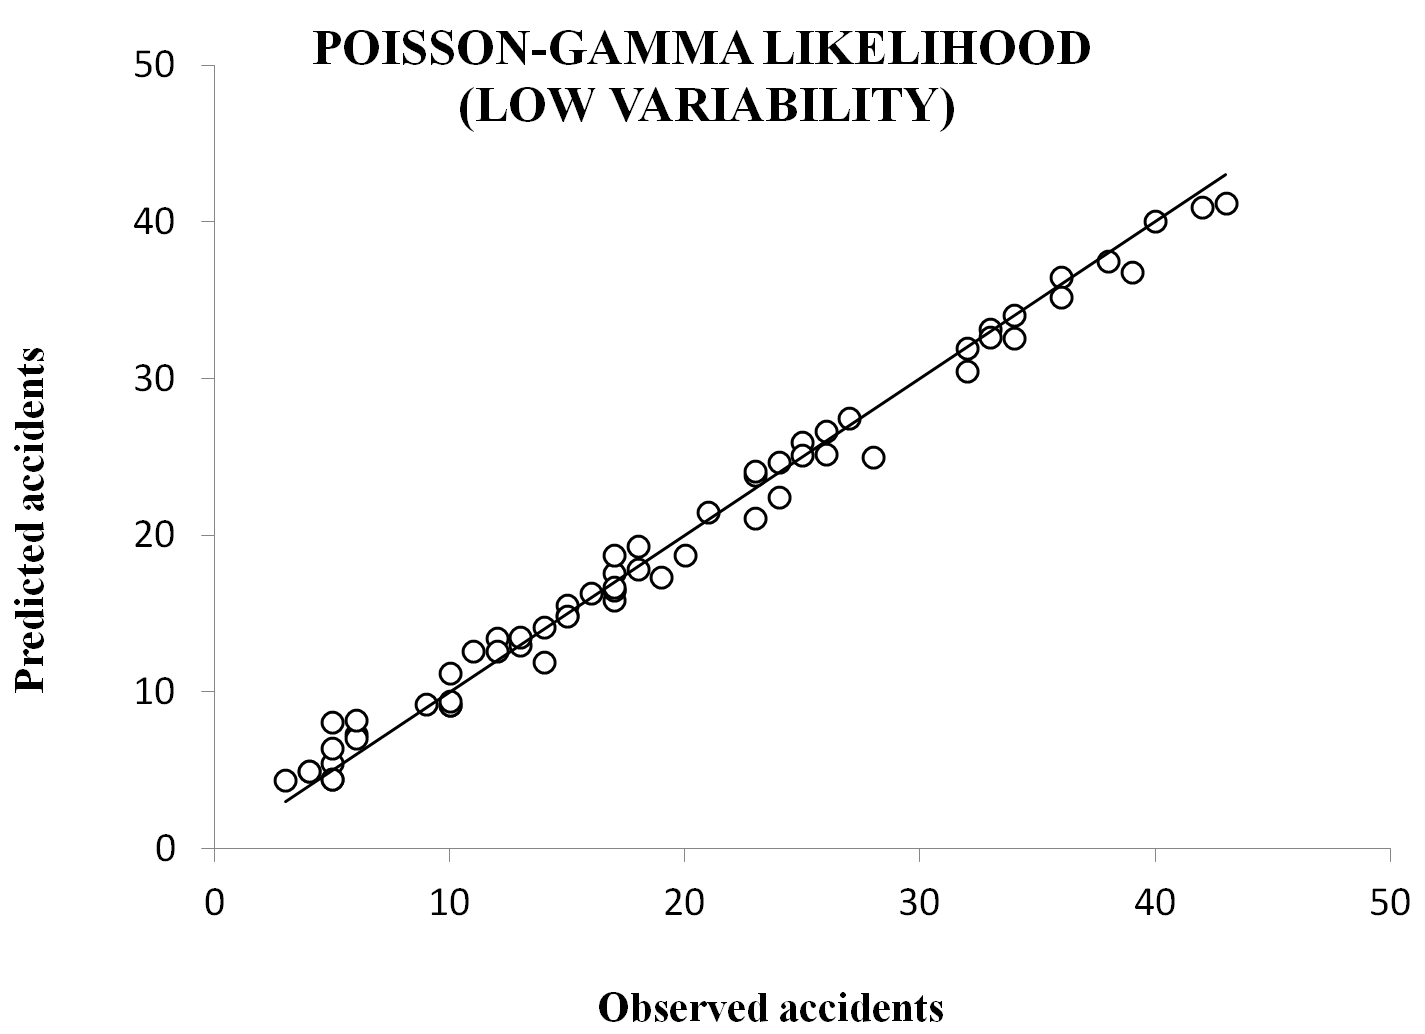 POISSON-GAMMA LIKELIHOOD
(LOW VARIABILITY)
50
40
30
20
10
0
Predicted accidents
0 10 20 30 40 50
Observed accidents